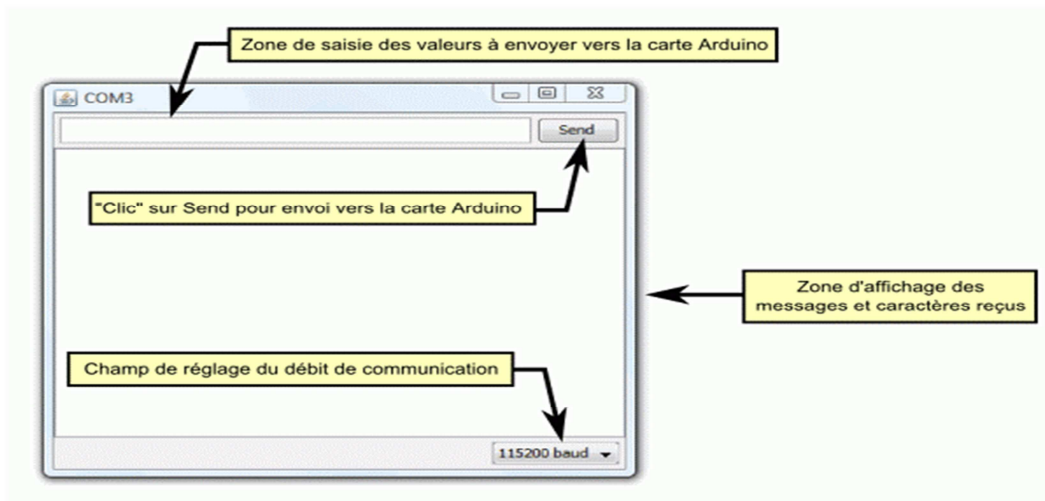 Zone de saisie des valeurs à envoyer vers la carte Arduino
COM3
Send
"Clic" sur Send pour envoi vers la carte Arduino
Zone d'affichage des
messages et caractères reçus
Champ de réglage du débit de communication
115200 baud